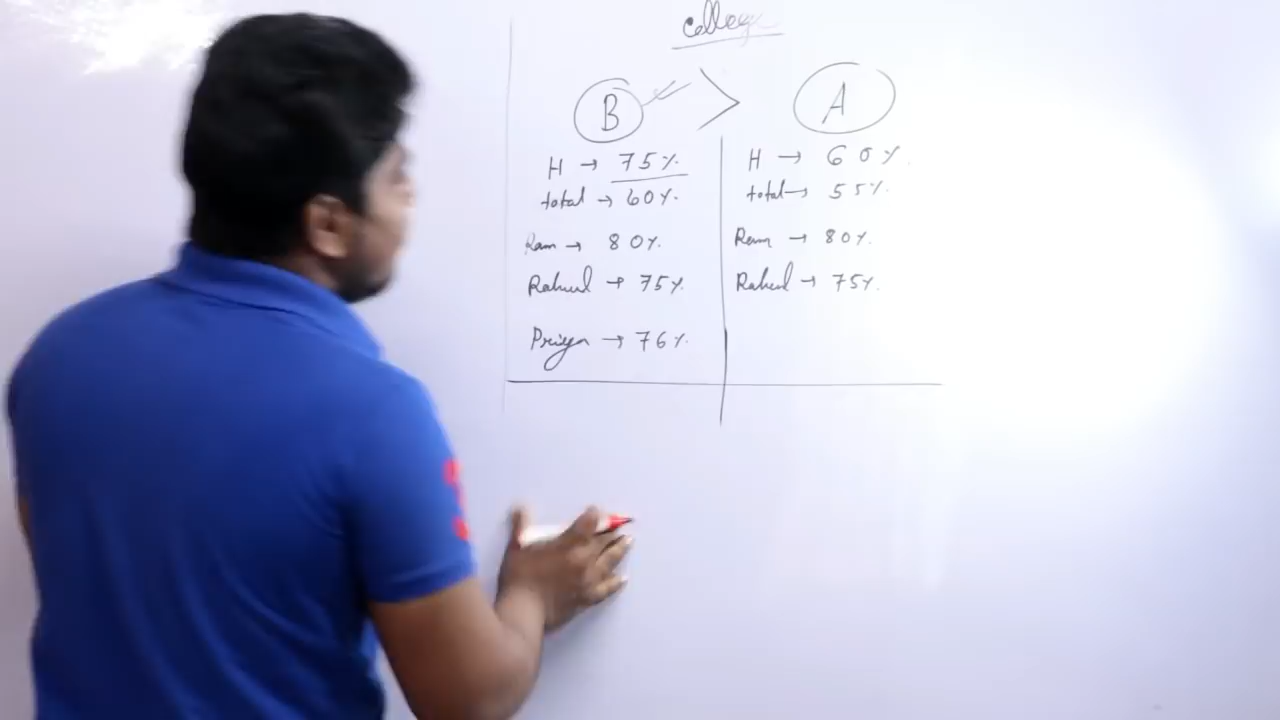 College
B > A
H → 75%.
total → 60%.
Ram → 80%.
Rahul → 75%.
Priya → 76%.
H → 60%.
total → 55%.
Ram → 80%.
Rahul → 75%.